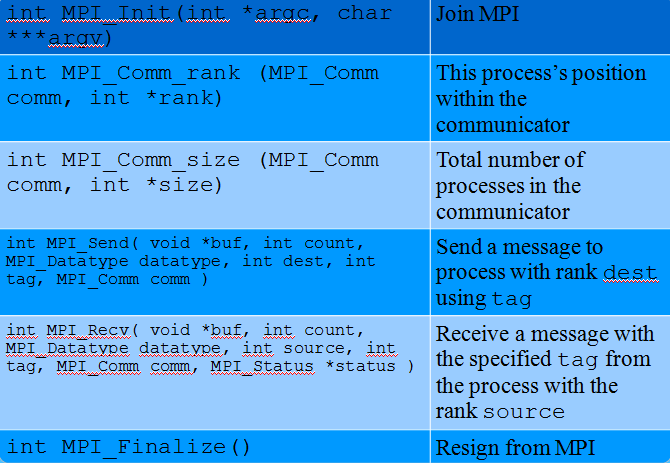 int MPI_Init(int *argc, char
***argv)
Join MPI
int MPI_Comm_rank (MPI_Comm
comm, int *rank)
This process’s position
within the
communicator
int MPI_Comm_size (MPI_Comm
comm, int *size)
Total number of
processes in the
communicator
int MPI_Send( void *buf, int count,
MPI_Datatype datatype, int dest, int
tag, MPI_Comm comm )
Send a message to
process with rank dest
using tag
int MPI_Recv( void *buf, int count,
MPI_Datatype datatype, int source, int
tag, MPI_Comm comm, MPI_Status *status )
Receive a message with
the specified tag from
the process with the
rank source
int MPI_Finalize()
Resign from MPI